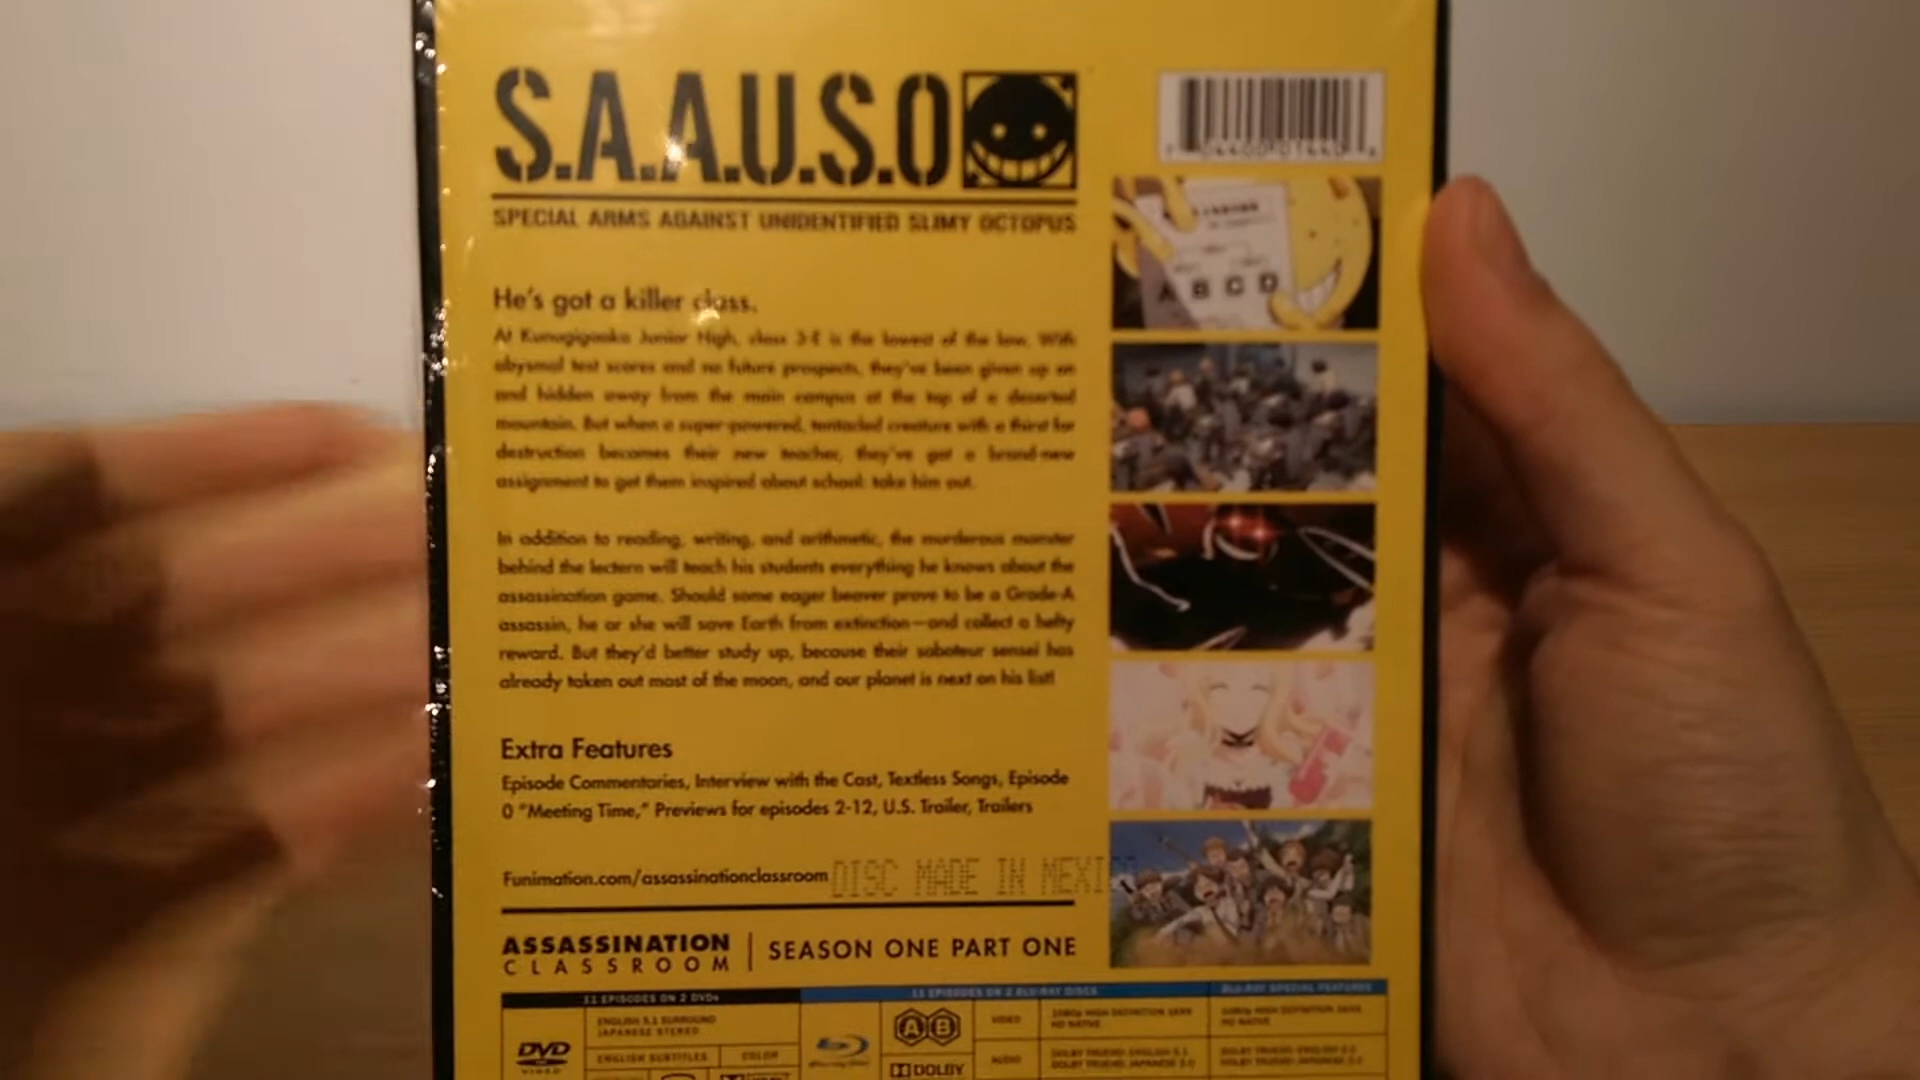 S.A.A.U.S.O
SPECIAL ARMS AGAINST UNIDENTIFIED SLIMY OCTOPUS
A B C D
He's got a killer class.
At Kunugigaoka Junior High, class 3-E is the lowest of the low. With
abysmal test scores and no future prospects, they've been given up on
and hidden away from the main campus at the top of a deserted
mountain. But when a super-powered, tentacled creature with a thirst for
destruction becomes their new teacher, they've got a brand-new
assignment to get them inspired about school: take him out.
In addition to reading, writing, and arithmetic, the murderous monster
behind the lectern will teach his students everything he knows about the
assassination game. Should some eager beaver prove to be a Grade-A
assassin, he or she will save Earth from extinction—and collect a hefty
reward. But they'd better study up, because their saboteur sensei has
already taken out most of the moon, and our planet is next on his list!
Extra Features
Episode Commentaries, Interview with the Cast, Textless Songs, Episode
0 "Meeting Time," Previews for episodes 2-12, U.S. Trailer, Trailers
Funimation.com/assassinationclassroom
DISC MADE IN MEXICO
ASSASSINATION
CLASSROOM
SEASON ONE PART ONE
11 EPISODES ON 2 DVDs
11 EPISODES ON 2 BLU-RAY DISCS
BLU-RAY SPECIAL FEATURES
ENGLISH 5.1 SURROUND
JAPANESE STEREO
A B
VIDEO
1080p HIGH DEFINITION 16X9
HD NATIVE
1080p HIGH DEFINITION 16X9
HD NATIVE
DVD
VIDEO
ENGLISH SUBTITLES
COLOR
Blu-ray Disc
DOLBY
AUDIO
DOLBY TRUEHD: ENGLISH 5.1
DOLBY TRUEHD: JAPANESE 2.0
DOLBY TRUEHD: ENGLISH 2.0
DOLBY TRUEHD: JAPANESE 2.0